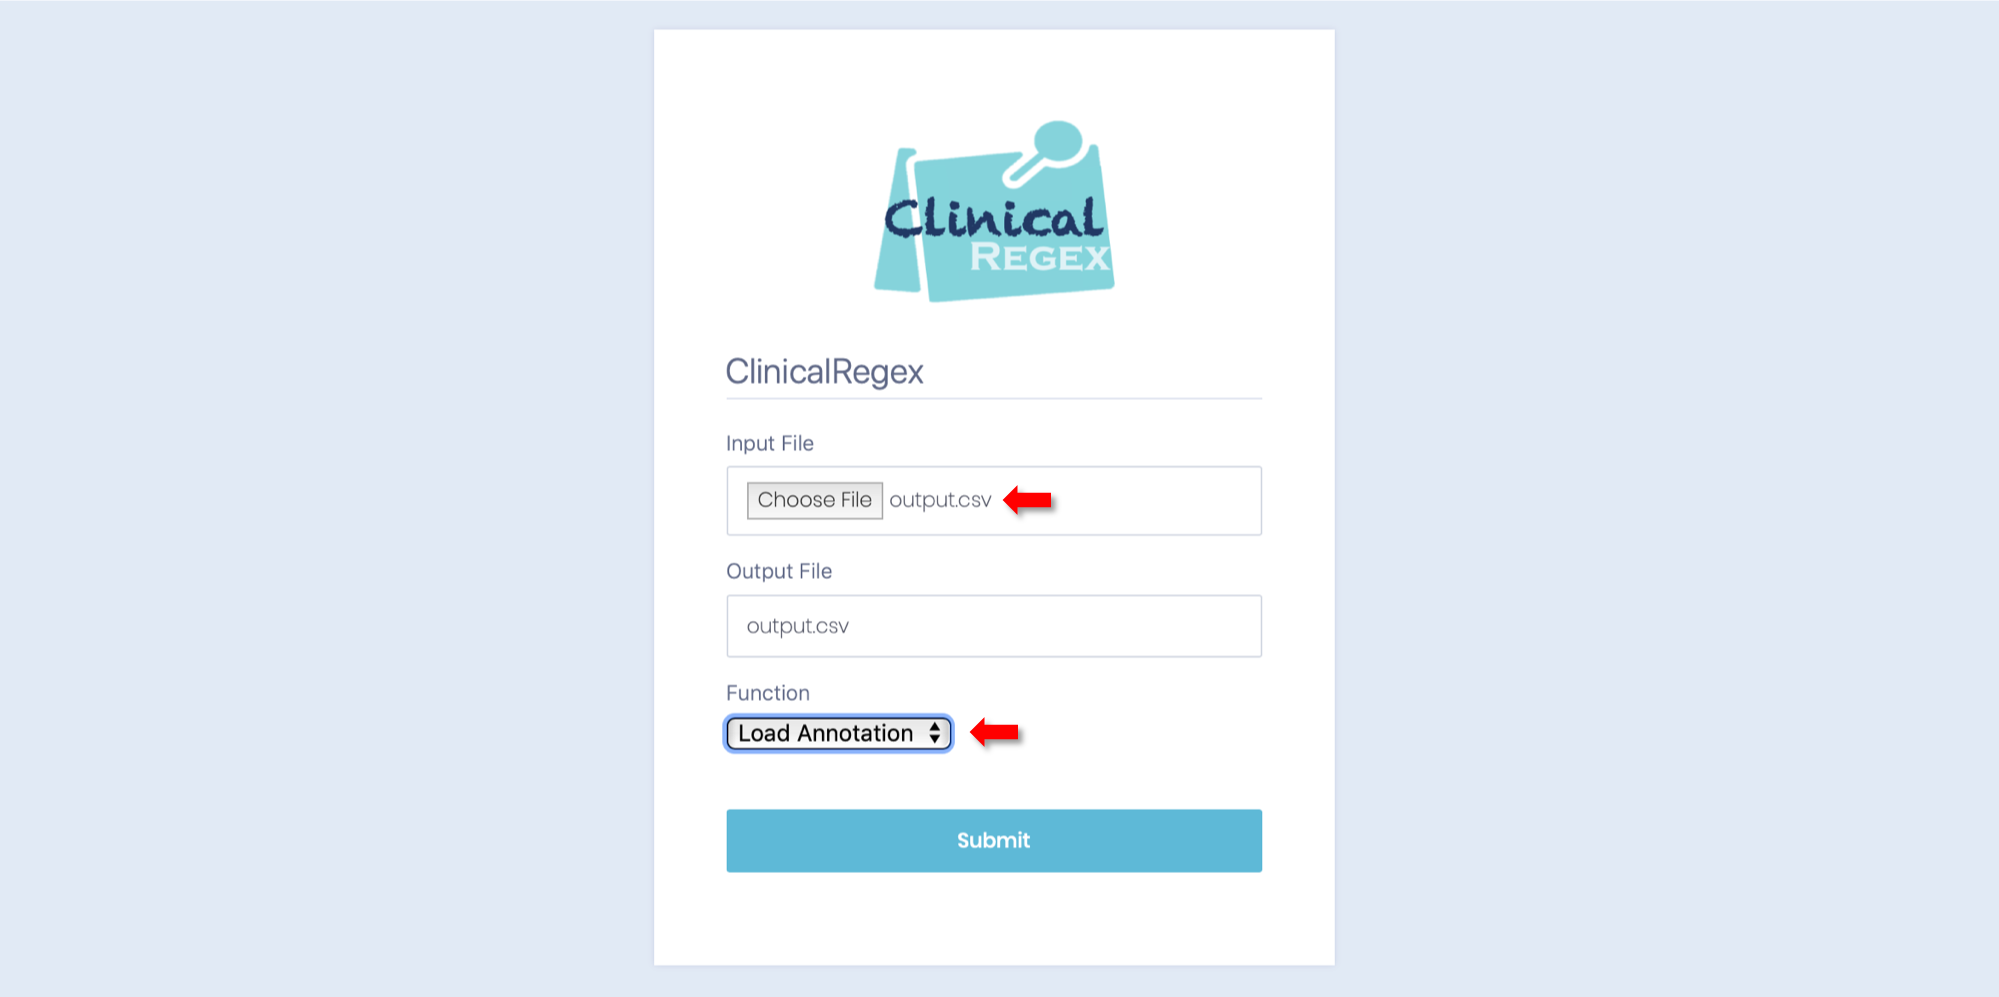 Clinical
REGEX
ClinicalRegex
Input File
Choose File output.csv
Output File
output.csv
Function
Load Annotation
Submit